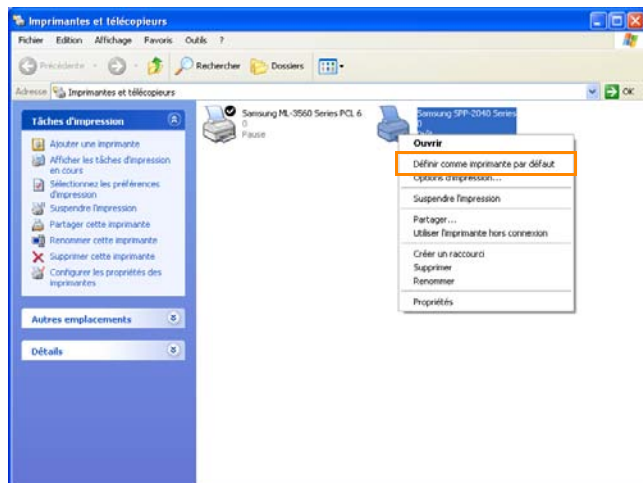 Imprimantes et télécopieurs
Fichier Edition Affichage Favoris Outils ?
Précédente Rechercher Dossiers
Adresse Imprimantes et télécopieurs OK
Tâches d'impression
Ajouter une imprimante
Afficher les tâches d'impression
en cours
Sélectionnez les préférences
d'impression
Suspendre l'impression
Partager cette imprimante
Renommer cette imprimante
Supprimer cette imprimante
Configurer les propriétés des
imprimantes
Autres emplacements
Détails
Samsung ML-3560 Series PCL 6
0
Pause
Samsung SPP-2040 Series
0
Ouvrir
Définir comme imprimante par défaut
Options d'impression...
Suspendre l'impression
Partager...
Utiliser l'imprimante hors connexion
Créer un raccourci
Supprimer
Renommer
Propriétés